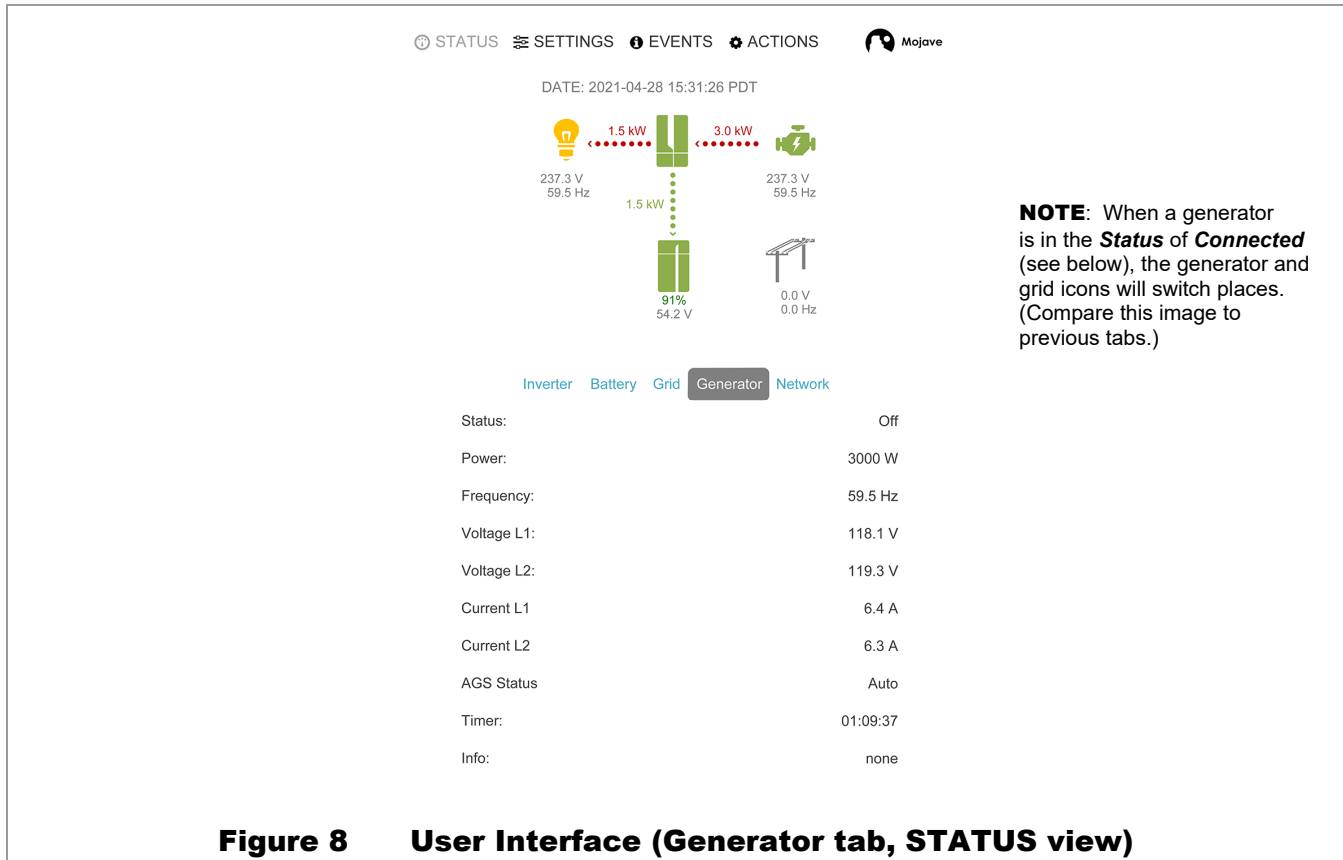 STATUS SETTINGS EVENTS ACTIONS Mojave
DATE: 2021-04-28 15:31:26 PDT
1.5 kW 3.0 kW
237.3 V 237.3 V
59.5 Hz 59.5 Hz
1.5 kW
91%
54.2 V
0.0 V
0.0 Hz
NOTE: When a generator
is in the Status of Connected
(see below), the generator and
grid icons will switch places.
(Compare this image to
previous tabs.)
Inverter Battery Grid Generator Network
Status: Off
Power: 3000 W
Frequency: 59.5 Hz
Voltage L1: 118.1 V
Voltage L2: 119.3 V
Current L1 6.4 A
Current L2 6.3 A
AGS Status Auto
Timer: 01:09:37
Info: none
Figure 8 User Interface (Generator tab, STATUS view)